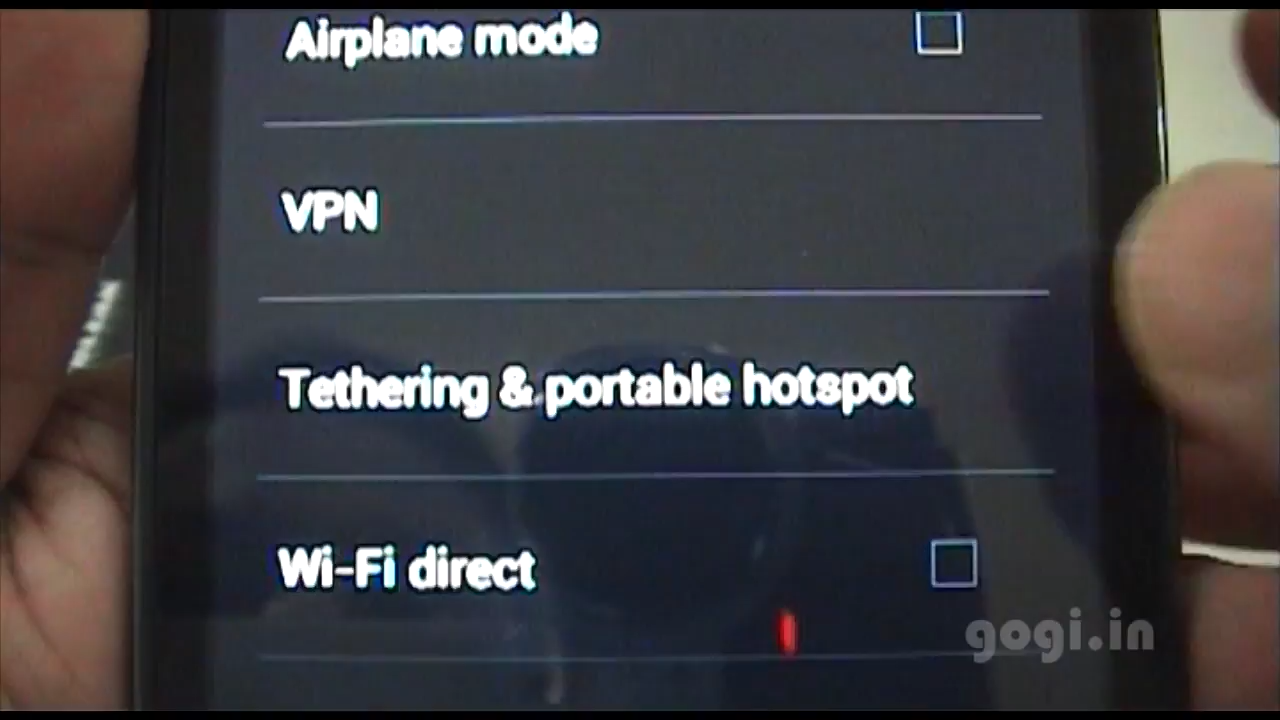 Airplane mode
VPN
Tethering & portable hotspot
Wi-Fi direct
gogi.in